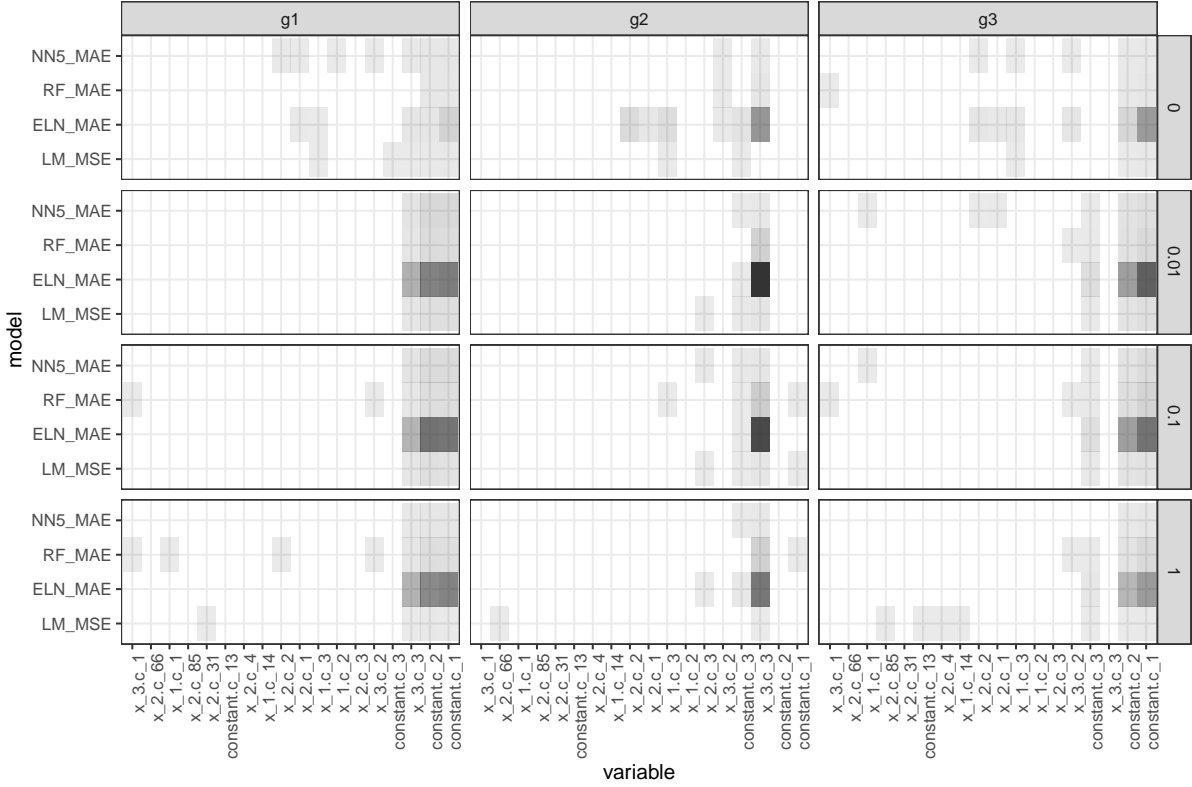 g1
g2
g3
NN5_MAE
RF_MAE
ELN_MAE
LM_MSE
0
NN5_MAE
RF_MAE
ELN_MAE
LM_MSE
0.01
NN5_MAE
RF_MAE
ELN_MAE
LM_MSE
0.1
NN5_MAE
RF_MAE
ELN_MAE
LM_MSE
1
model
x_3.c_1
x_2.c_66
x_1.c_1
x_2.c_85
x_2.c_31
constant.c_13
x_2.c_4
x_1.c_14
x_2.c_2
x_2.c_1
x_1.c_3
x_1.c_2
x_2.c_3
x_3.c_2
constant.c_3
x_3.c_3
constant.c_2
constant.c_1
x_3.c_1
x_2.c_66
x_1.c_1
x_2.c_85
x_2.c_31
constant.c_13
x_2.c_4
x_1.c_14
x_2.c_2
x_2.c_1
x_1.c_3
x_1.c_2
x_2.c_3
x_3.c_2
constant.c_3
x_3.c_3
constant.c_2
constant.c_1
x_3.c_1
x_2.c_66
x_1.c_1
x_2.c_85
x_2.c_31
constant.c_13
x_2.c_4
x_1.c_14
x_2.c_2
x_2.c_1
x_1.c_3
x_1.c_2
x_2.c_3
x_3.c_2
constant.c_3
x_3.c_3
constant.c_2
constant.c_1
variable